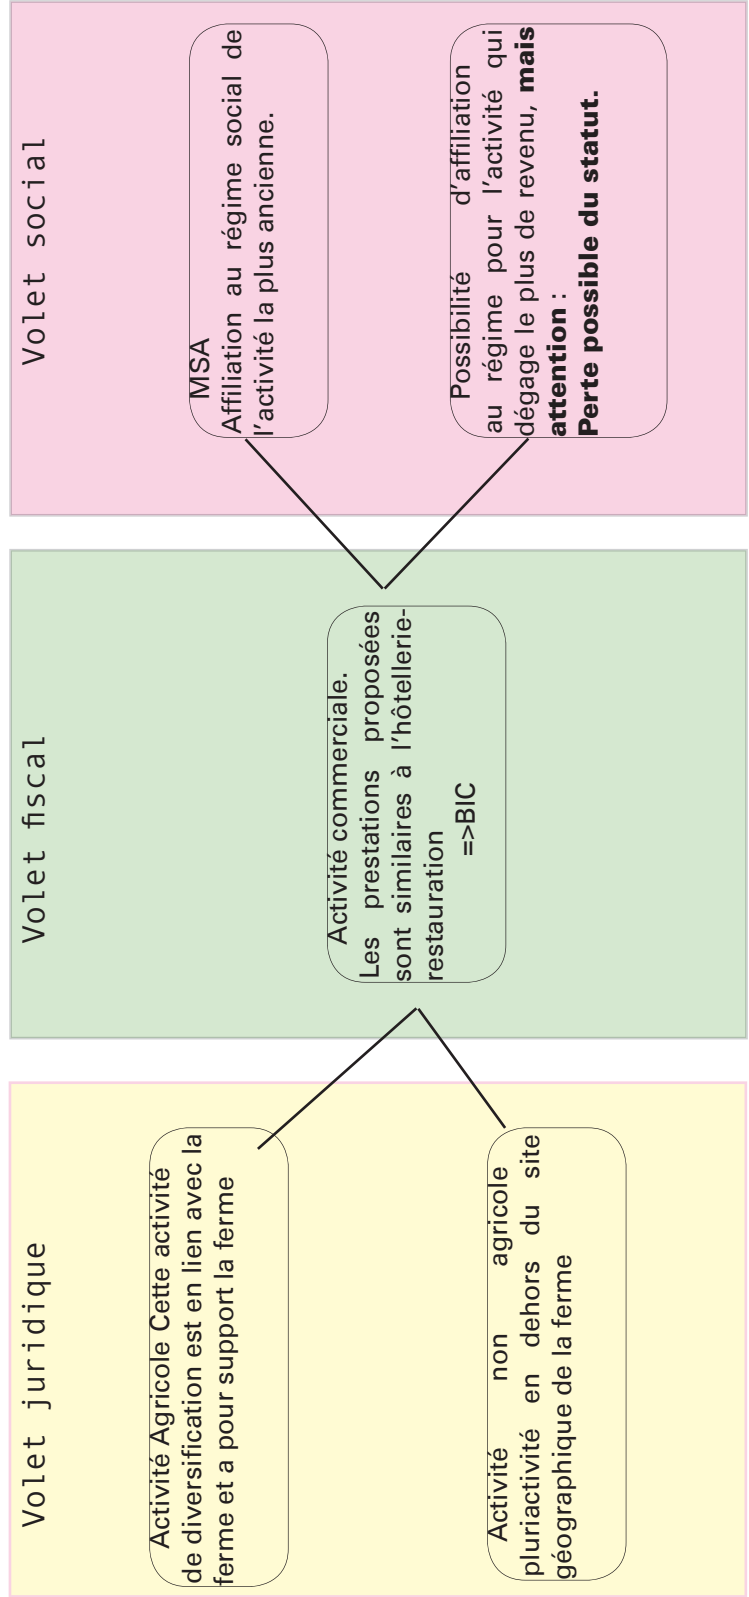 Volet juridique
Activité Agricole Cette activité
de diversification est en lien avec la
ferme et a pour support la ferme
Activité non agricole
pluriactivité en dehors du site
géographique de la ferme
Volet fiscal
Activité commerciale.
Les prestations proposées
sont similaires à l'hôtellerie-
restauration
=>BIC
Volet social
MSA
Affiliation au régime social de
l'activité la plus ancienne.
Possibilité d'affiliation
au régime pour l'activité qui
dégage le plus de revenu, mais
attention :
Perte possible du statut.